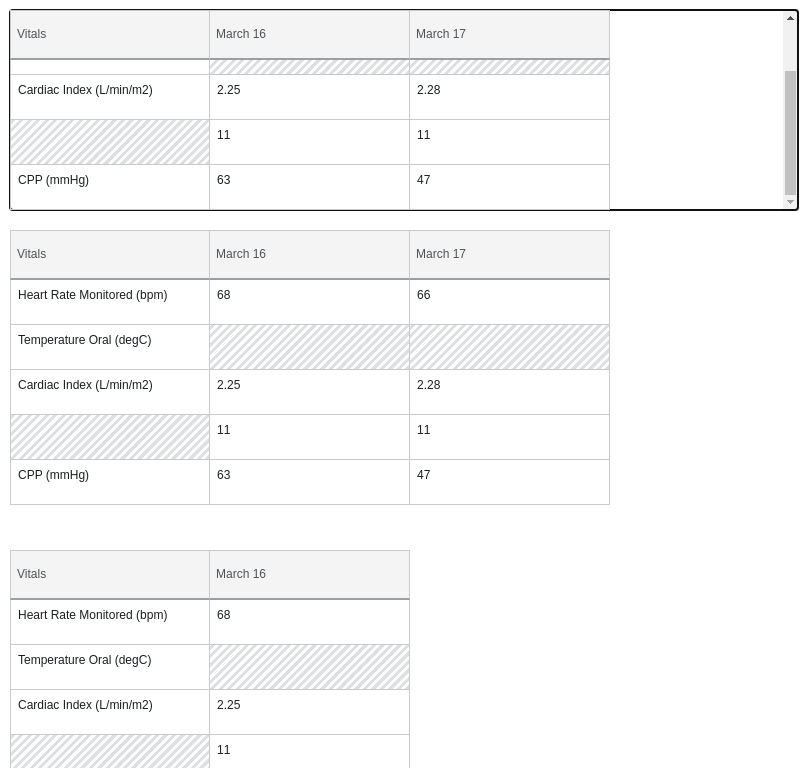 Vitals March 16 March 17
Cardiac Index (L/min/m2) 2.25 2.28
11 11
CPP (mmHg) 63 47
Vitals March 16 March 17
Heart Rate Monitored (bpm) 68 66
Temperature Oral (degC)
Cardiac Index (L/min/m2) 2.25 2.28
11 11
CPP (mmHg) 63 47
Vitals March 16
Heart Rate Monitored (bpm) 68
Temperature Oral (degC)
Cardiac Index (L/min/m2) 2.25
11